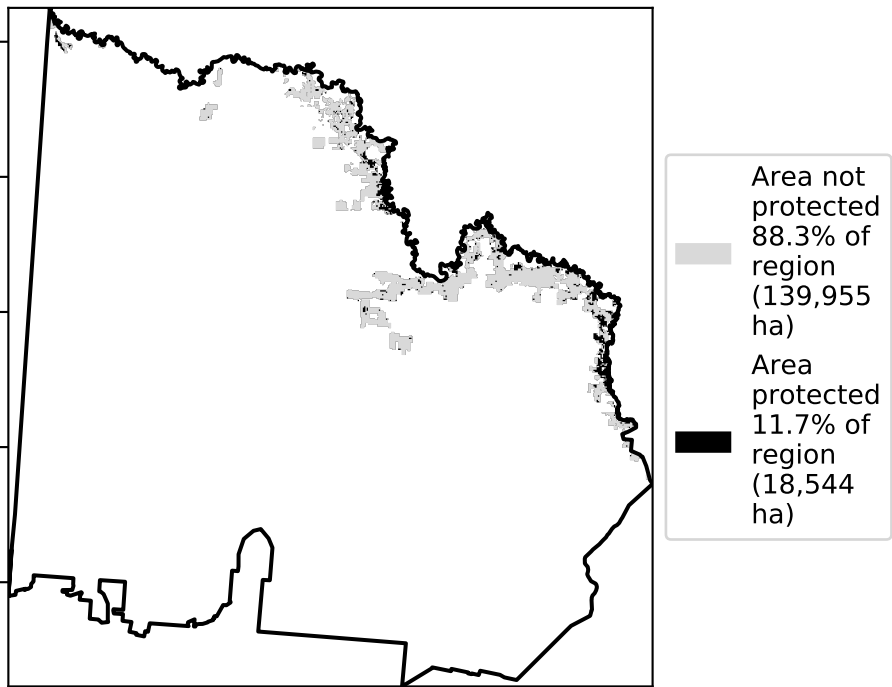 Area not
protected
88.3% of
region
(139,955
ha)
Area
protected
11.7% of
region
(18,544
ha)